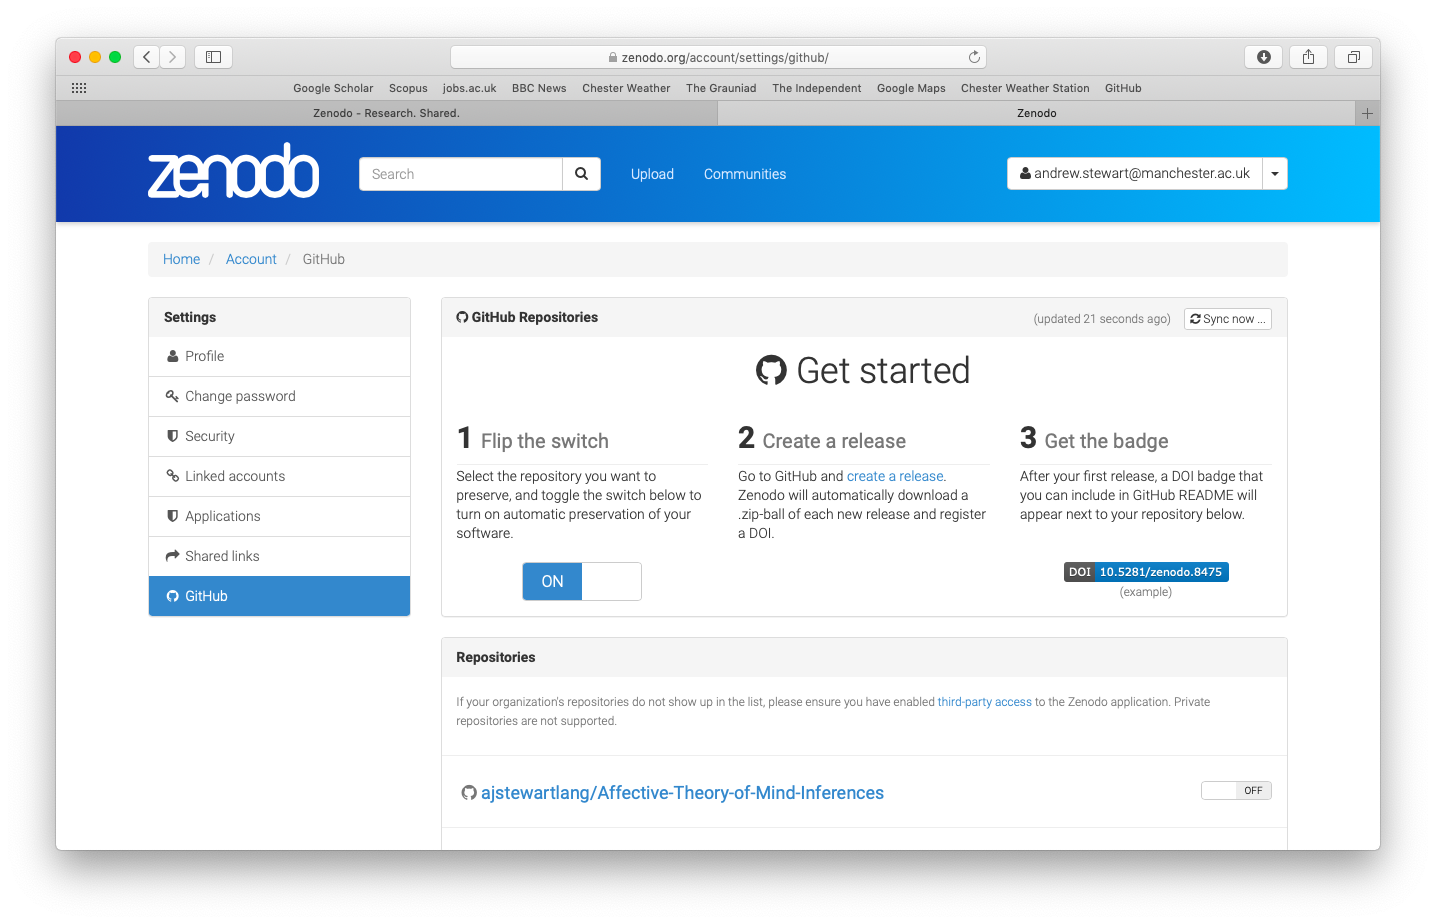 zenodo.org/account/settings/github/
Google Scholar Scopus jobs.ac.uk BBC News Chester Weather The Grauniad The Independent Google Maps Chester Weather Station GitHub
Zenodo - Research. Shared. Zenodo
zenodo Search Upload Communities andrew.stewart@manchester.ac.uk
Home / Account / GitHub
Settings
Profile
Change password
Security
Linked accounts
Applications
Shared links
GitHub
GitHub Repositories (updated 21 seconds ago) Sync now ...
Get started
1 Flip the switch
Select the repository you want to
preserve, and toggle the switch below to
turn on automatic preservation of your
software.
ON
2 Create a release
Go to GitHub and create a release.
Zenodo will automatically download a
.zip-ball of each new release and register
a DOI.
3 Get the badge
After your first release, a DOI badge that
you can include in GitHub README will
appear next to your repository below.
DOI 10.5281/zenodo.8475
(example)
Repositories
If your organization's repositories do not show up in the list, please ensure you have enabled third-party access to the Zenodo application. Private
repositories are not supported.
ajstewartlang/Affective-Theory-of-Mind-Inferences OFF